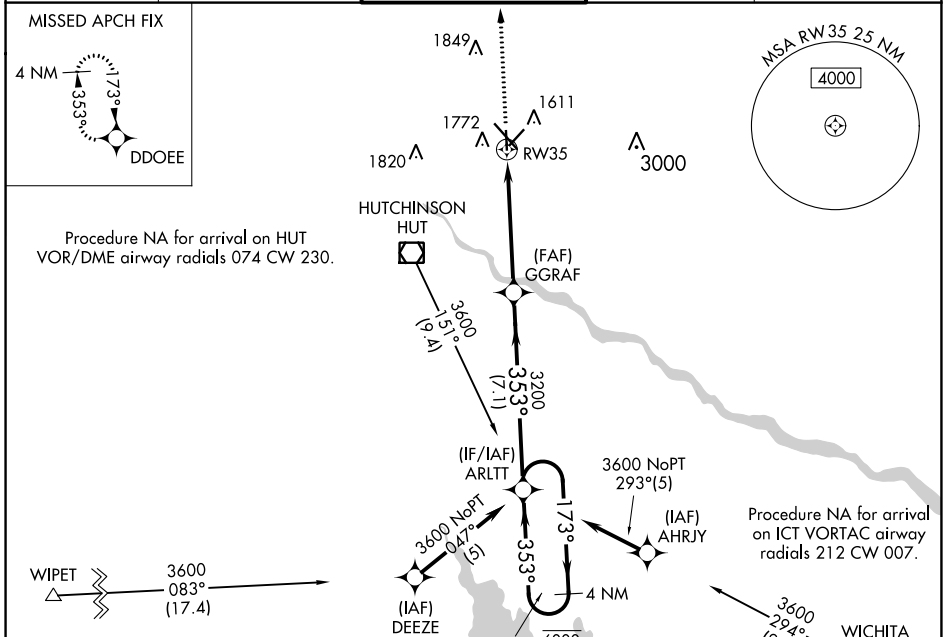 MISSED APCH FIX
4 NM
353°
173°
DDOEE
1849
1772
1611
RW35
1820
3000
MSA RW35 25 NM
4000
HUTCHINSON
HUT
Procedure NA for arrival on HUT
VOR/DME airway radials 074 CW 230.
(FAF)
GGRAF
3600
151°
(9.4)
3200
353°
(7.1)
(IF/IAF)
ARLTT
3600 NoPT
293°(5)
(IAF)
AHRJY
Procedure NA for arrival
on ICT VORTAC airway
radials 212 CW 007.
3600 NoPT
047°
(5)
353°
173°
4 NM
WIPET
3600
083°
(17.4)
(IAF)
DEEZE
3600
294°
WICHITA